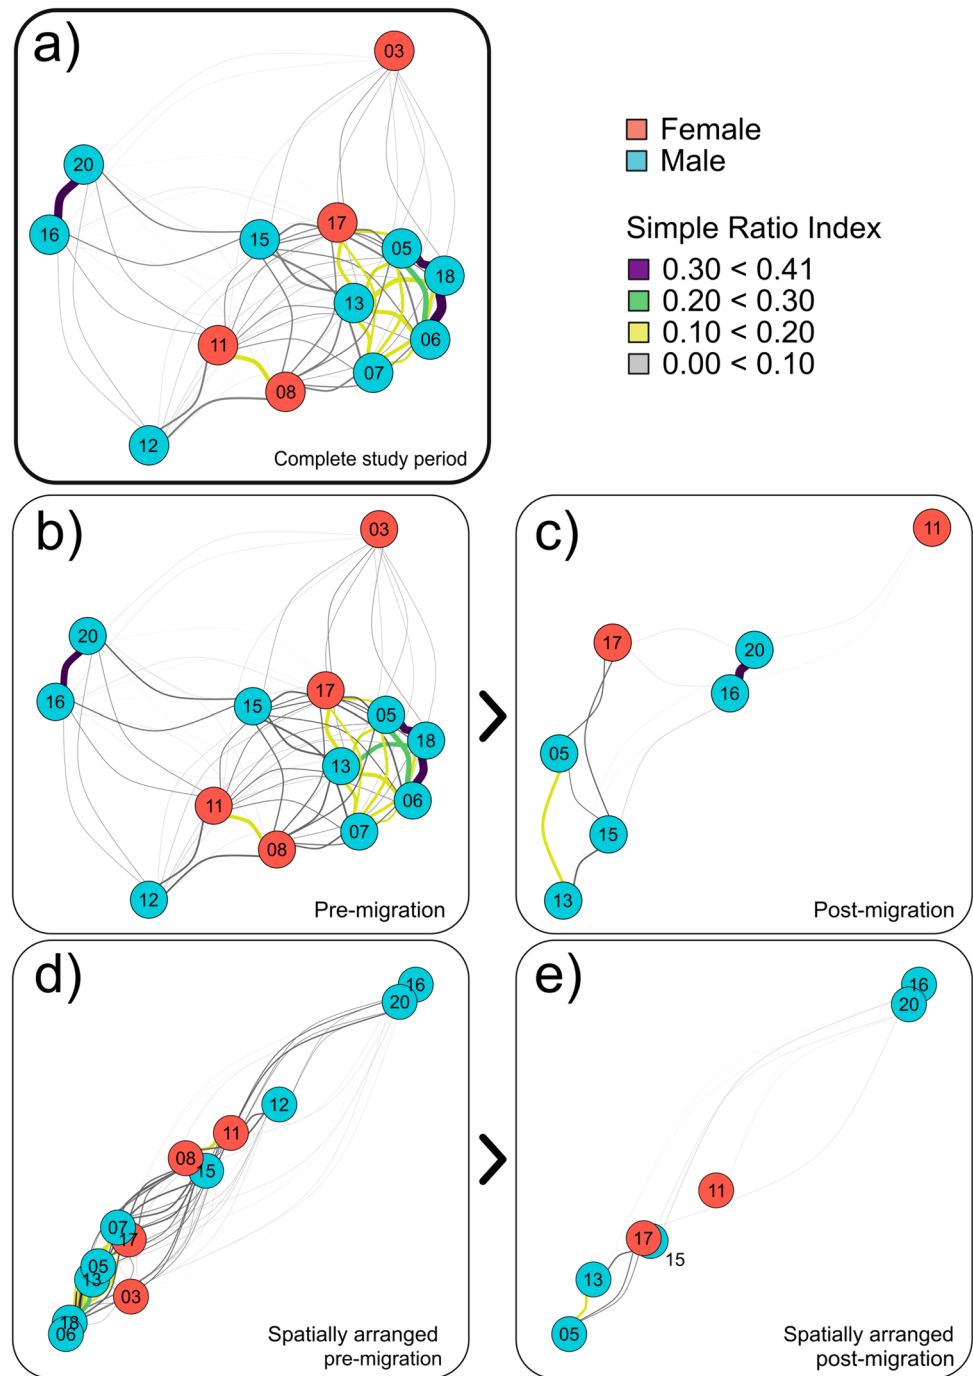 a)
03
20
16
15
17
05
18
13
06
11
07
08
12
Complete study period
Female
Male
Simple Ratio Index
0.30 < 0.41
0.20 < 0.30
0.10 < 0.20
0.00 < 0.10
b)
03
20
16
15
17
05
18
13
06
11
07
08
12
Pre-migration
c)
11
17
20
16
05
15
13
Post-migration
d)
16
20
12
11
08
15
07
17
05
13
03
18
06
Spatially arranged
pre-migration
e)
16
20
11
17
15
13
05
Spatially arranged
post-migration